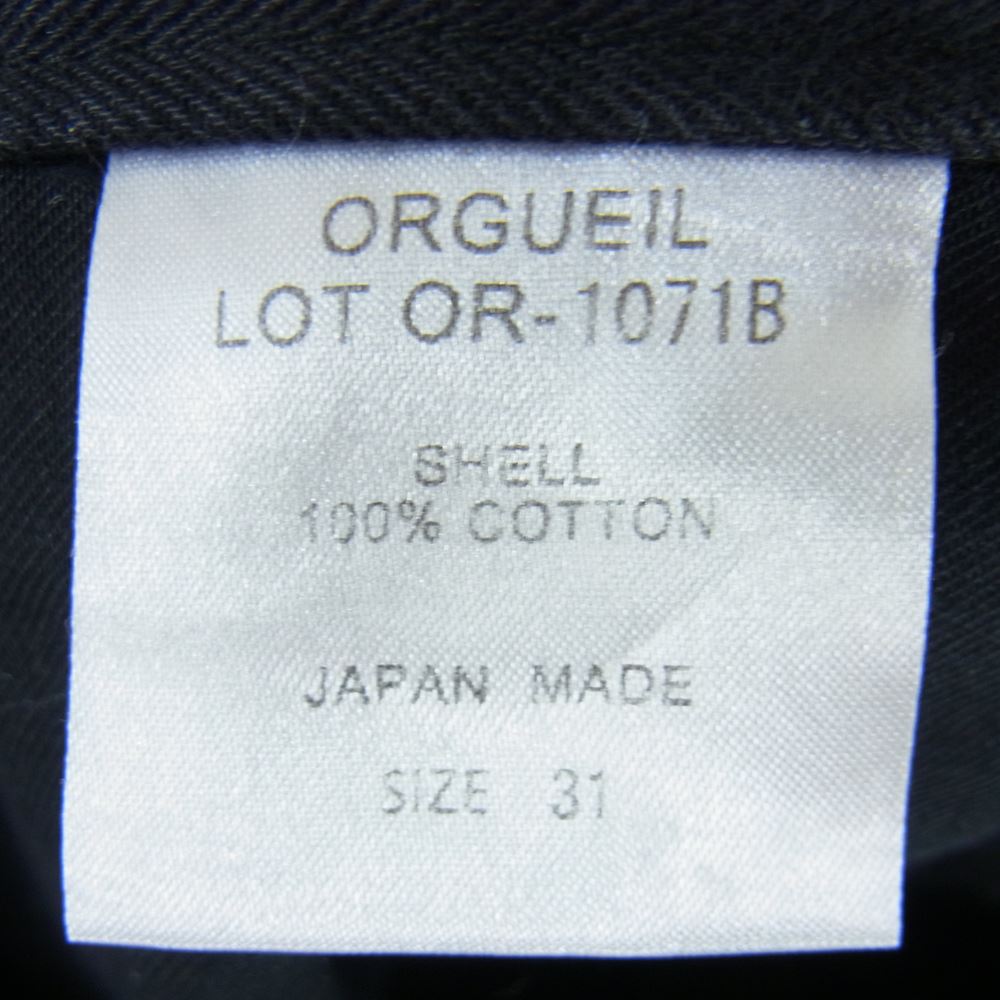 ORGUEIL
LOT OR-1071B
SHELL
100% COTTON
JAPAN MADE
SIZE 31